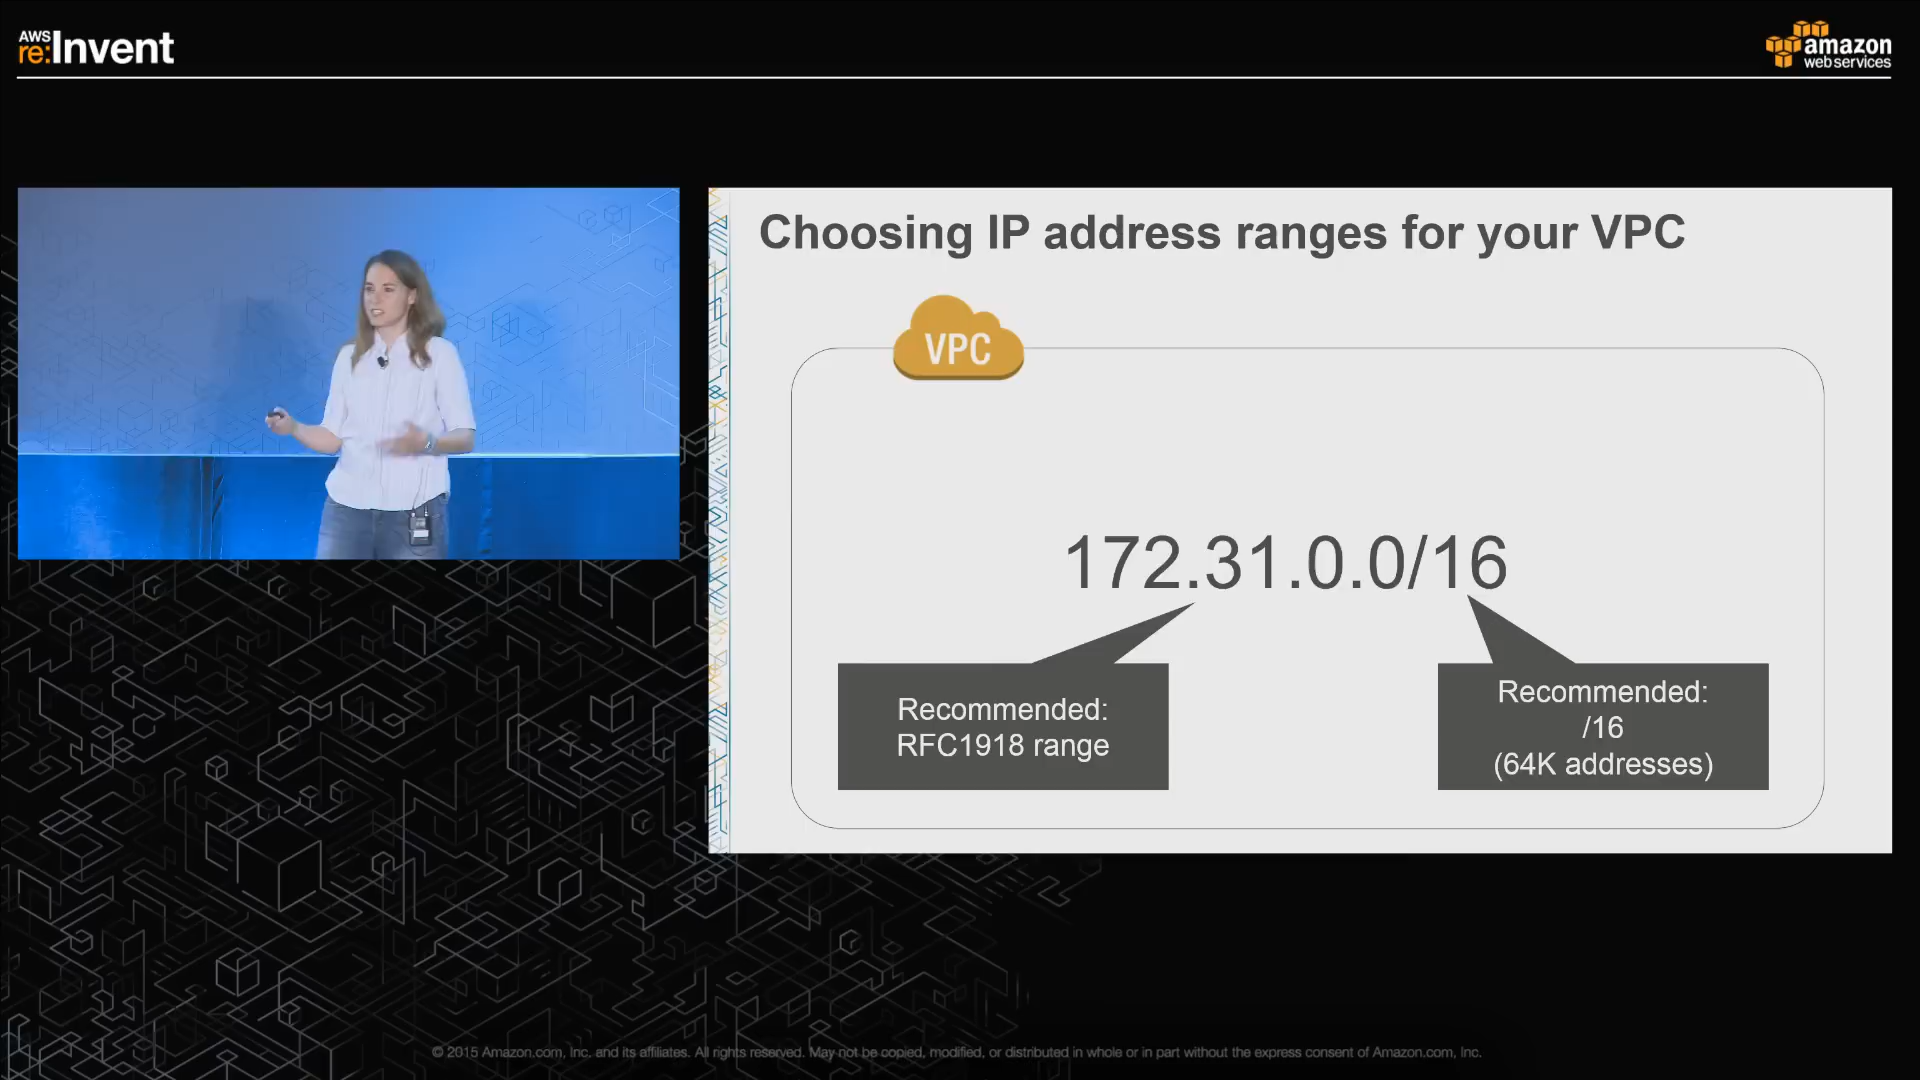 AWS
re:Invent
amazon
web services
Choosing IP address ranges for your VPC
VPC
172.31.0.0/16
Recommended:
RFC1918 range
Recommended:
/16
(64K addresses)
© 2015 Amazon.com, Inc. and its affiliates. All rights reserved. May not be copied, modified, or distributed in whole or in part without the express consent of Amazon.com, Inc.